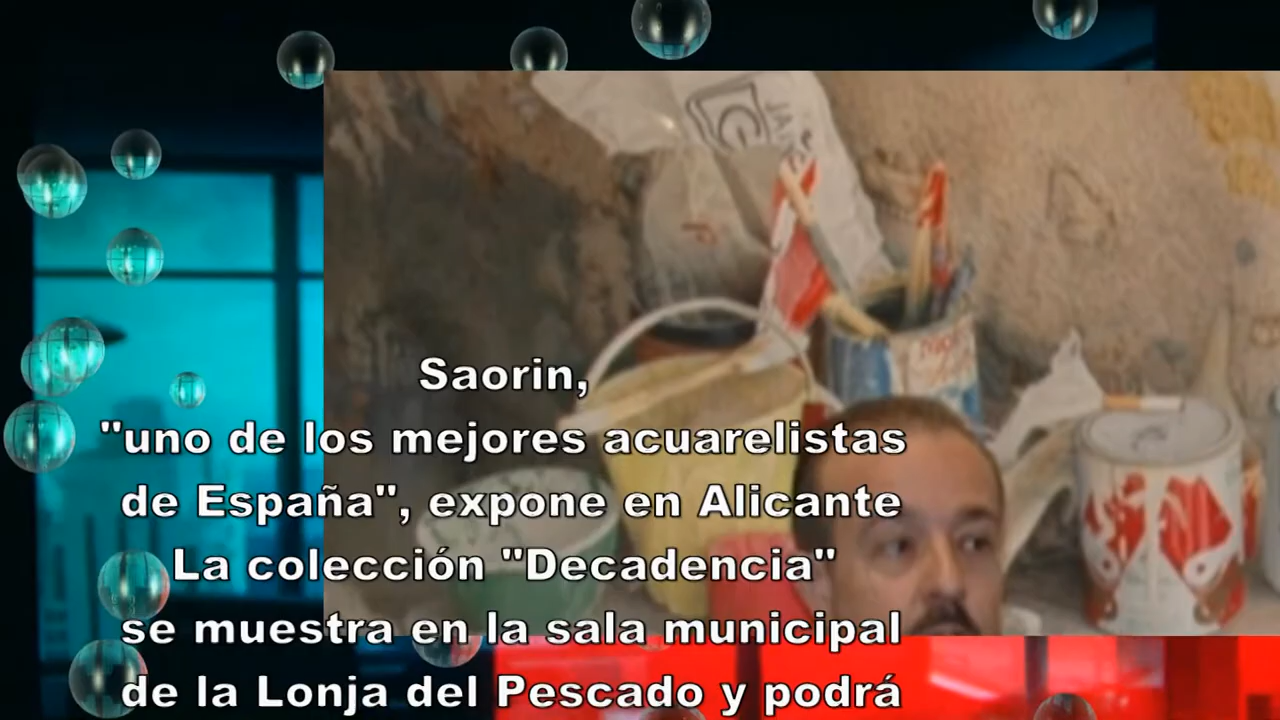 Saorin,
"uno de los mejores acuarelistas
de España", expone en Alicante
La colección "Decadencia"
se muestra en la sala municipal
de la Lonja del Pescado y podrá